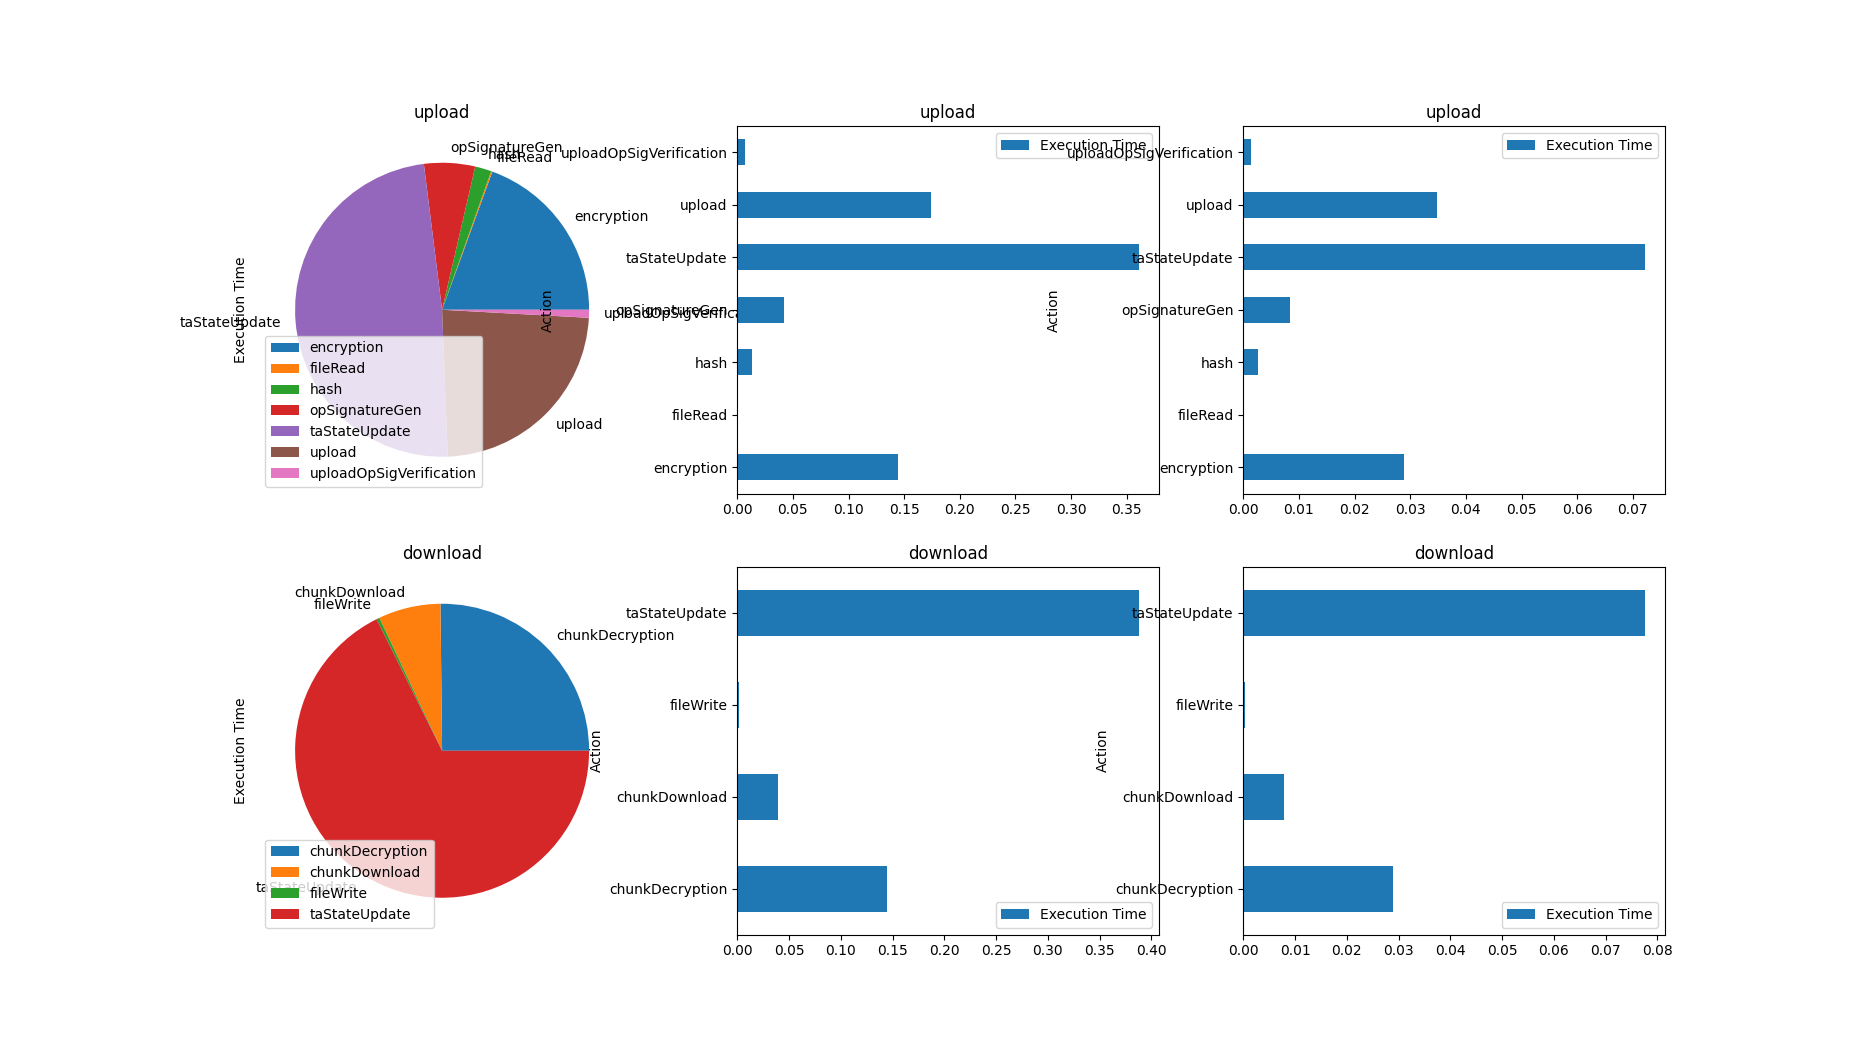 upload
opSignatureGen
hash
fileRead
encryption
Execution Time
taStateUpdate
uploadOpSigVerifica
upload
encryption
fileRead
hash
opSignatureGen
taStateUpdate
upload
uploadOpSigVerification
upload
Execution Time
uploadOpSigVerification
upload
taStateUpdate
opSignatureGen
hash
fileRead
encryption
Action
0.00 0.05 0.10 0.15 0.20 0.25 0.30 0.35
upload
Execution Time
uploadOpSigVerification
upload
taStateUpdate
opSignatureGen
hash
fileRead
encryption
Action
0.00 0.01 0.02 0.03 0.04 0.05 0.06 0.07
download
chunkDownload
fileWrite
chunkDecryption
Execution Time
taStateUpdate
chunkDecryption
chunkDownload
fileWrite
taStateUpdate
download
taStateUpdate
fileWrite
chunkDownload
chunkDecryption
Action
Execution Time
0.00 0.05 0.10 0.15 0.20 0.25 0.30 0.35 0.40
download
taStateUpdate
fileWrite
chunkDownload
chunkDecryption
Action
Execution Time
0.00 0.01 0.02 0.03 0.04 0.05 0.06 0.07 0.08